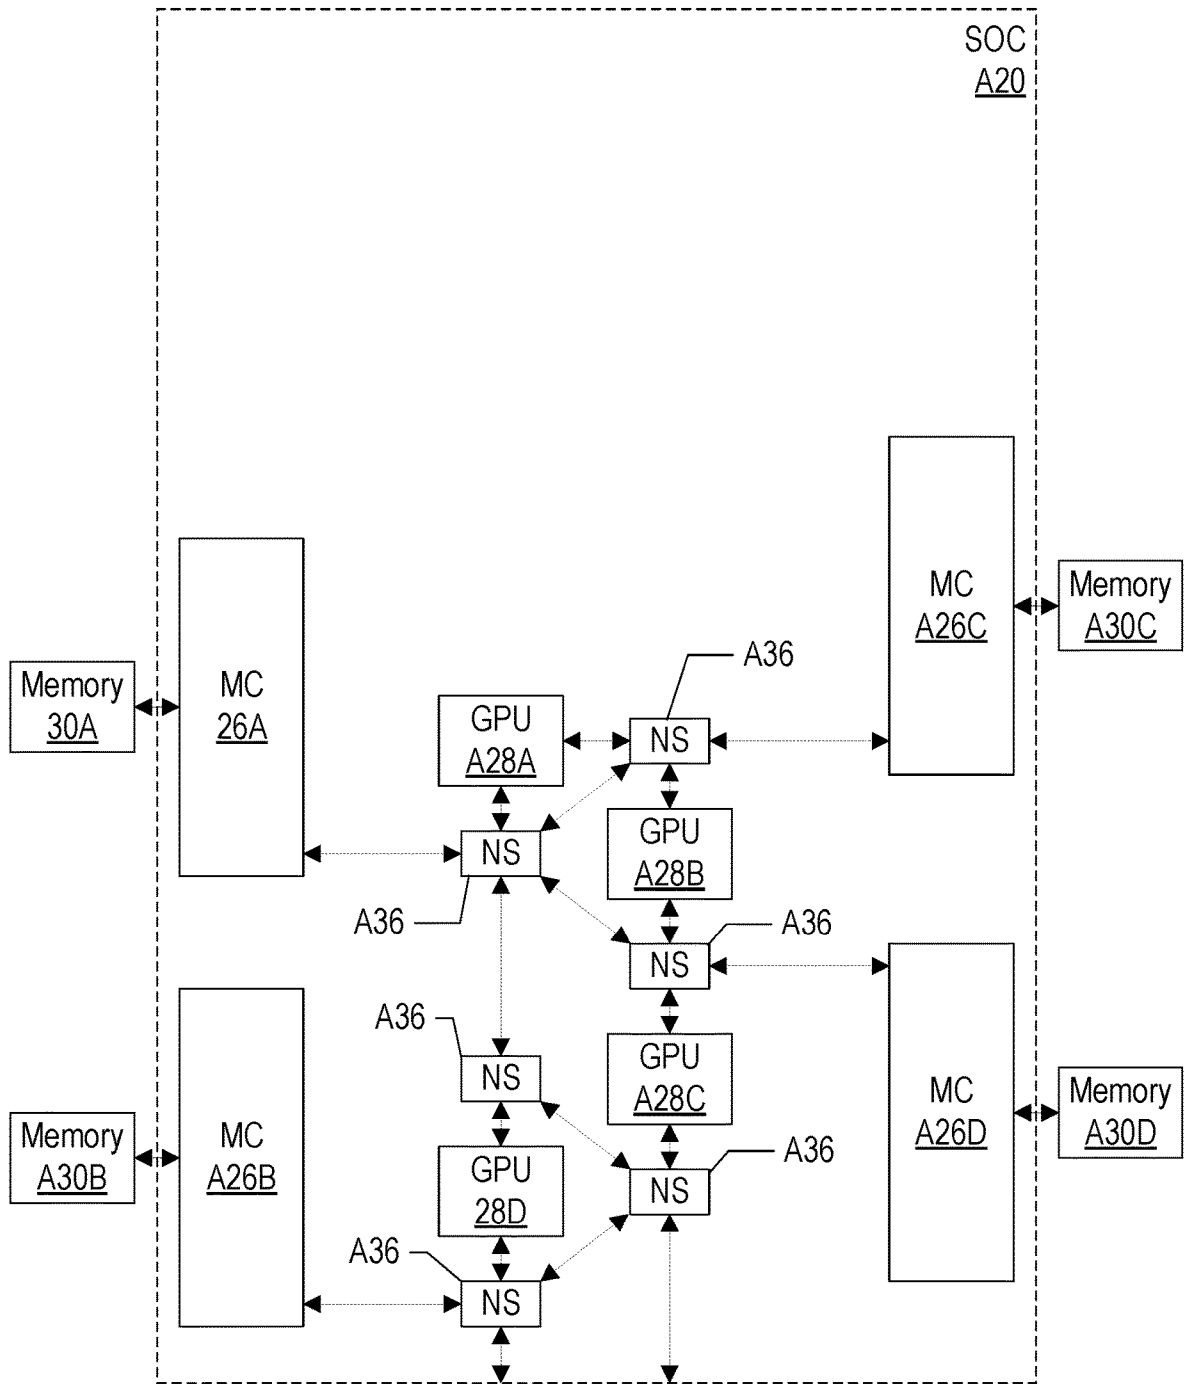 SOC
A20
MC
A26C
Memory
A30C
A36
Memory
30A
MC
26A
GPU
A28A
NS
NS
GPU
A28B
A36
A36
NS
A36
NS
GPU
A28C
MC
A26D
Memory
A30D
Memory
A30B
MC
A26B
GPU
28D
A36
NS
A36
NS